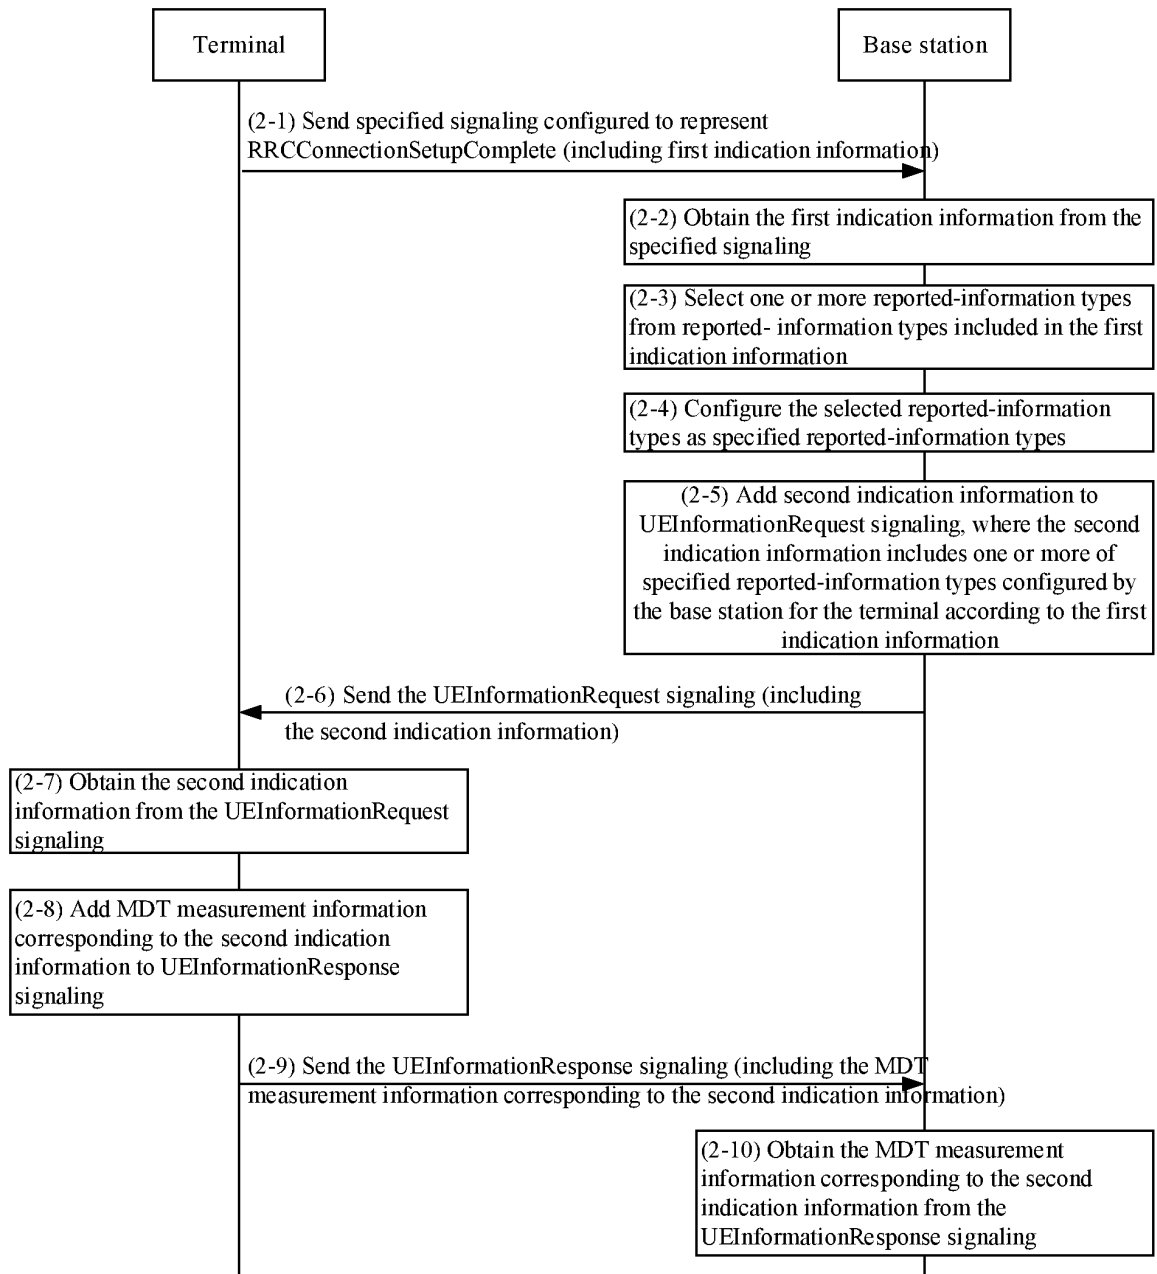 Terminal
Base station
(2-1) Send specified signaling configured to represent
RRCConnectionSetupComplete (including first indication information)
(2-2) Obtain the first indication information from the
specified signaling
(2-3) Select one or more reported-information types
from reported- information types included in the first
indication information
(2-4) Configure the selected reported-information
types as specified reported-information types
(2-5) Add second indication information to
UEInformationRequest signaling, where the second
indication information includes one or more of
specified reported-information types configured by
the base station for the terminal according to the first
indication information
(2-6) Send the UEInformationRequest signaling (including
the second indication information)
(2-7) Obtain the second indication
information from the UEInformationRequest
signaling
(2-8) Add MDT measurement information
corresponding to the second indication
information to UEInformationResponse
signaling
(2-9) Send the UEInformationResponse signaling (including the MDT
measurement information corresponding to the second indication information)
(2-10) Obtain the MDT measurement
information corresponding to the second
indication information from the
UEInformationResponse signaling